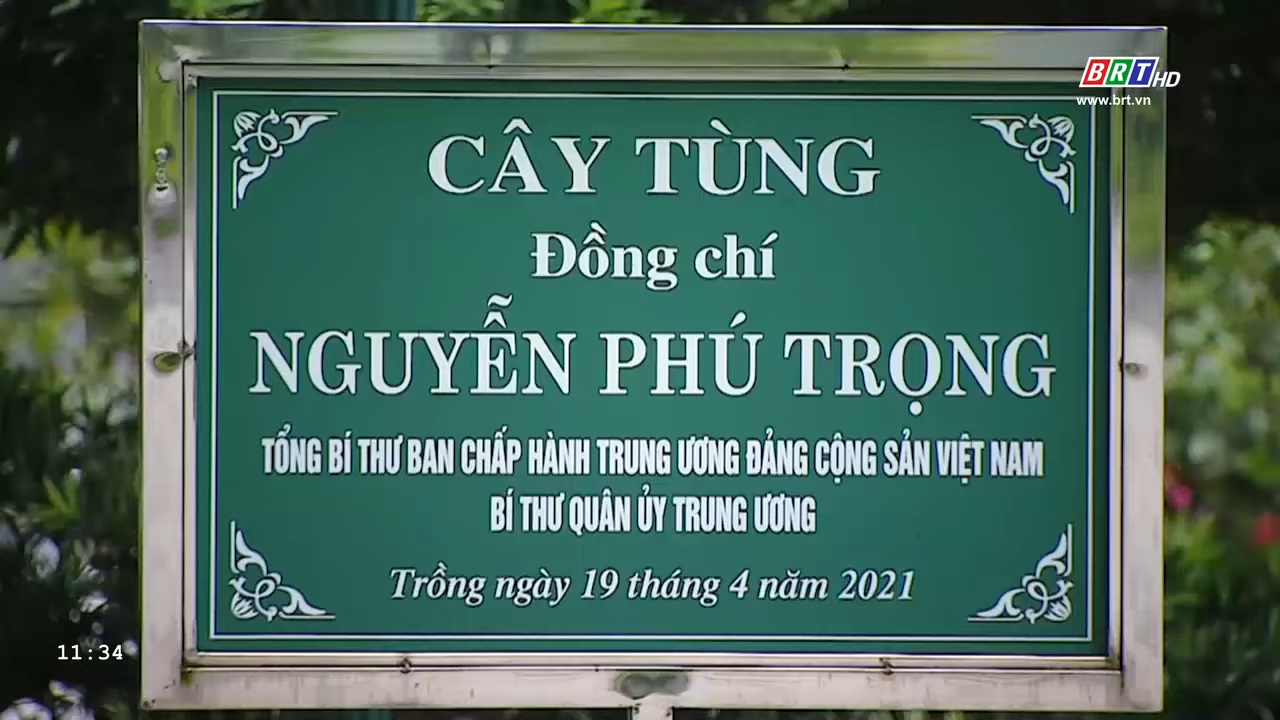 BRT HD
www.brt.vn
CÂY TÙNG
Đồng chí
NGUYỄN PHÚ TRỌNG
TỔNG BÍ THƯ BAN CHẤP HÀNH TRUNG ƯƠNG ĐẢNG CỘNG SẢN VIỆT NAM
BÍ THƯ QUÂN ỦY TRUNG ƯƠNG
Trồng ngày 19 tháng 4 năm 2021
11:34